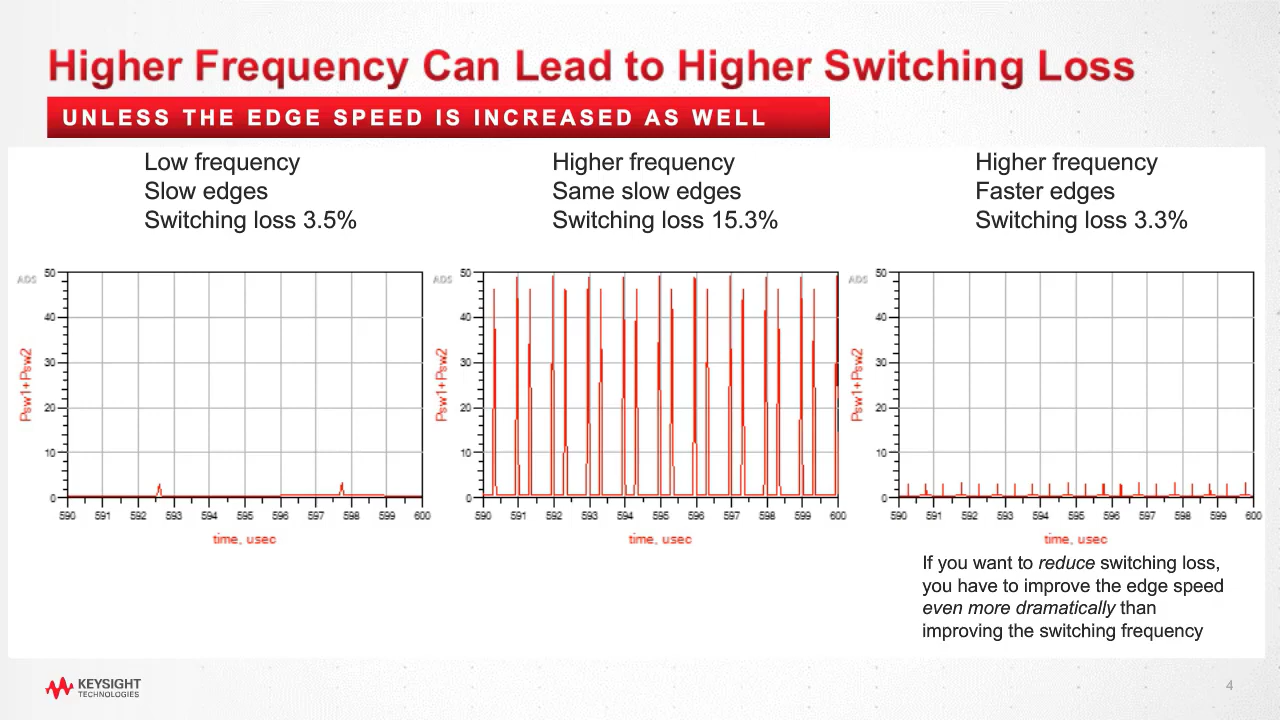 Higher Frequency Can Lead to Higher Switching Loss
UNLESS THE EDGE SPEED IS INCREASED AS WELL
Low frequency
Slow edges
Switching loss 3.5%
Higher frequency
Same slow edges
Switching loss 15.3%
Higher frequency
Faster edges
Switching loss 3.3%
ADS
50
40
30
20
10
0
Psw1+Psw2
590 591 592 593 594 595 596 597 598 599 600
time, usec
ADS
50
40
30
20
10
0
Psw1+Psw2
590 591 592 593 594 595 596 597 598 599 600
time, usec
ADS
50
40
30
20
10
0
Psw1+Psw2
590 591 592 593 594 595 596 597 598 599 600
time, usec
If you want to reduce switching loss,
you have to improve the edge speed
even more dramatically than
improving the switching frequency
KEYSIGHT
TECHNOLOGIES
4